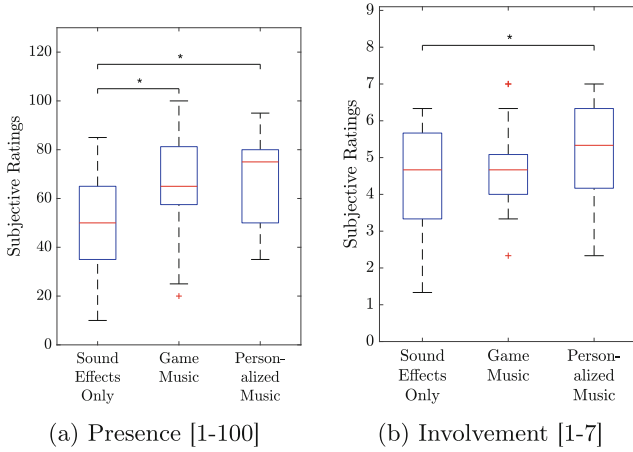 Subjective Ratings
120
100
80
60
40
20
0
*
*
Sound
Effects
Only
Game
Music
Person-
alized
Music
(a) Presence [1-100]
Subjective Ratings
9
8
7
6
5
4
3
2
1
0
*
Sound
Effects
Only
Game
Music
Person-
alized
Music
(b) Involvement [1-7]